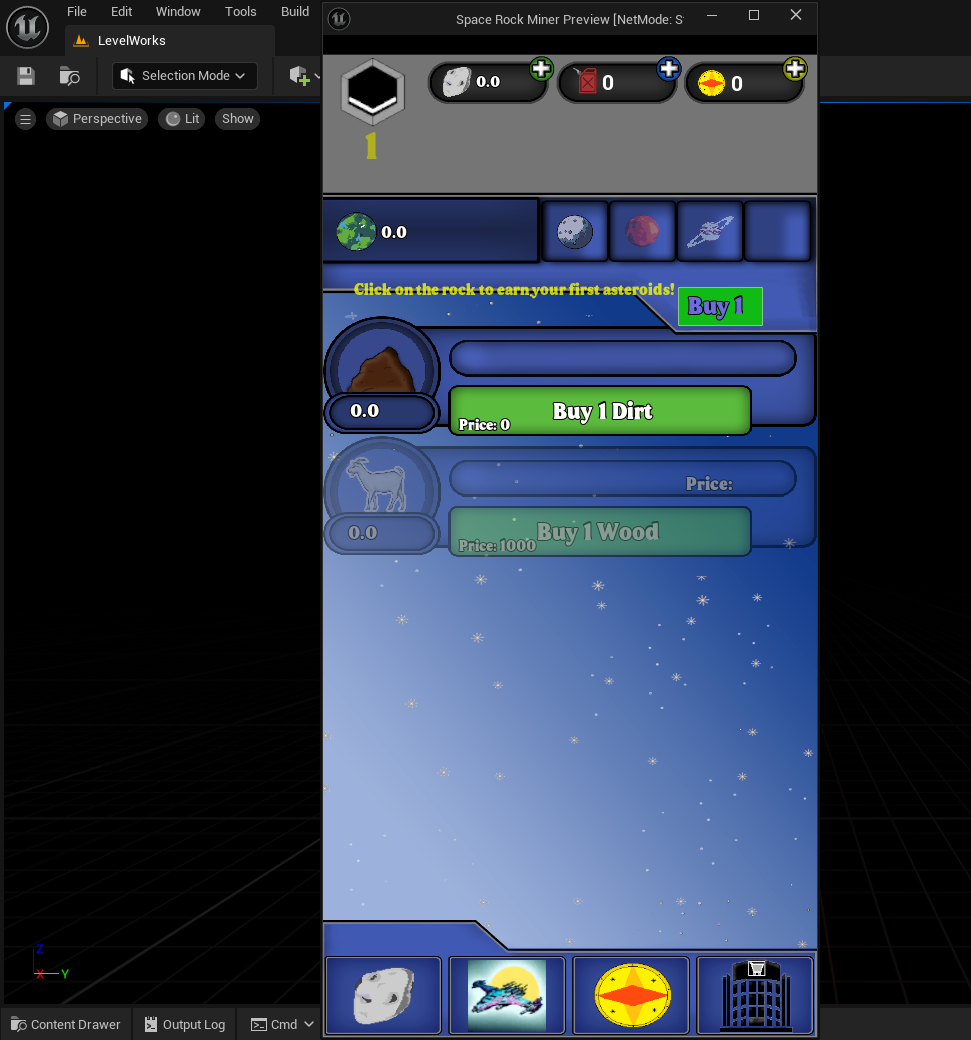 File Edit Window Tools Build
Space Rock Miner Preview [NetMode: S
LevelWorks
Selection Mode
0.0 0 0
Perspective Lit Show
1
0.0
Click on the rock to earn your first asteroids!
Buy 1
0.0
Buy 1 Dirt
Price: 0
Price:
0.0
Buy 1 Wood
Price: 1000
Z
X Y
Content Drawer Output Log Cmd